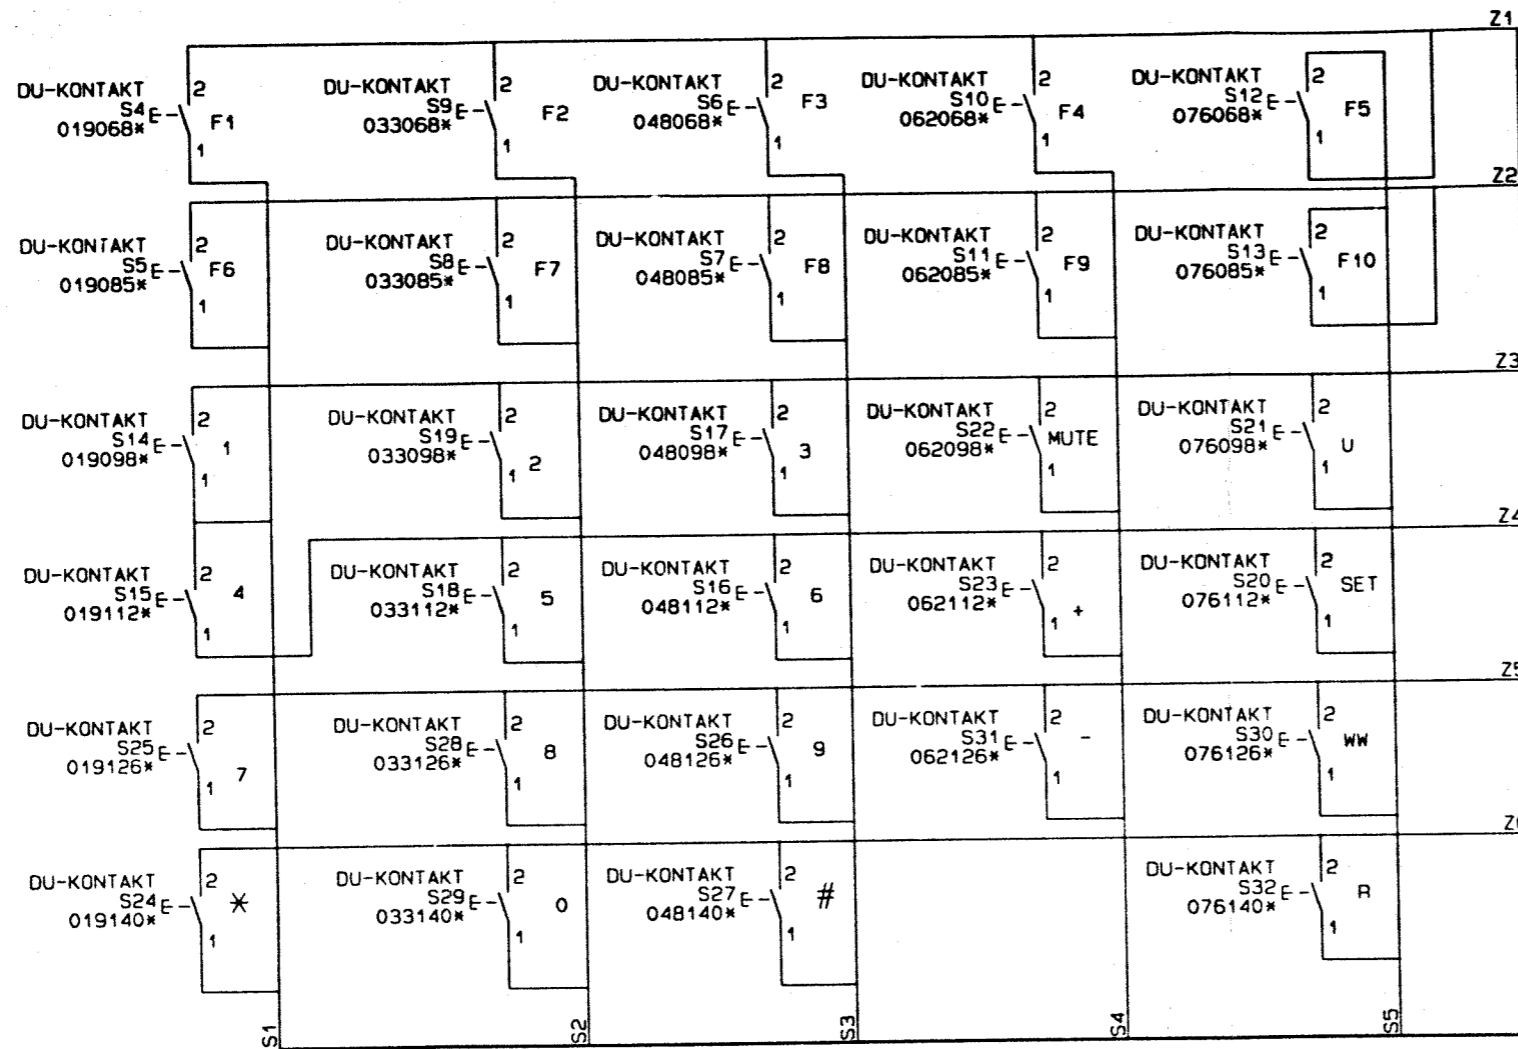 Z1
DU-KONTAKT
S4
019068*
2
F1
1
DU-KONTAKT
S9
033068*
2
F2
1
DU-KONTAKT
S6
048068*
2
F3
1
DU-KONTAKT
S10
062068*
2
F4
1
DU-KONTAKT
S12
076068*
2
F5
1
Z2
DU-KONTAKT
S5
019085*
2
F6
1
DU-KONTAKT
S8
033085*
2
F7
1
DU-KONTAKT
S7
048085*
2
F8
1
DU-KONTAKT
S11
062085*
2
F9
1
DU-KONTAKT
S13
076085*
2
F10
1
Z3
DU-KONTAKT
S14
019098*
2
1
1
DU-KONTAKT
S19
033098*
2
2
1
DU-KONTAKT
S17
048098*
2
3
1
DU-KONTAKT
S22
062098*
2
MUTE
1
DU-KONTAKT
S21
076098*
2
U
1
Z4
DU-KONTAKT
S15
019112*
2
4
1
DU-KONTAKT
S18
033112*
2
5
1
DU-KONTAKT
S16
048112*
2
6
1
DU-KONTAKT
S23
062112*
2
+
1
DU-KONTAKT
S20
076112*
2
SET
1
Z5
DU-KONTAKT
S25
019126*
2
7
1
DU-KONTAKT
S28
033126*
2
8
1
DU-KONTAKT
S26
048126*
2
9
1
DU-KONTAKT
S31
062126*
2
-
1
DU-KONTAKT
S30
076126*
2
WW
1
DU-KONTAKT
S24
019140*
2
*
1
DU-KONTAKT
S29
033140*
2
0
1
DU-KONTAKT
S27
048140*
2
#
1
DU-KONTAKT
S32
076140*
2
R
1
S1
S2
S3
S4
S5